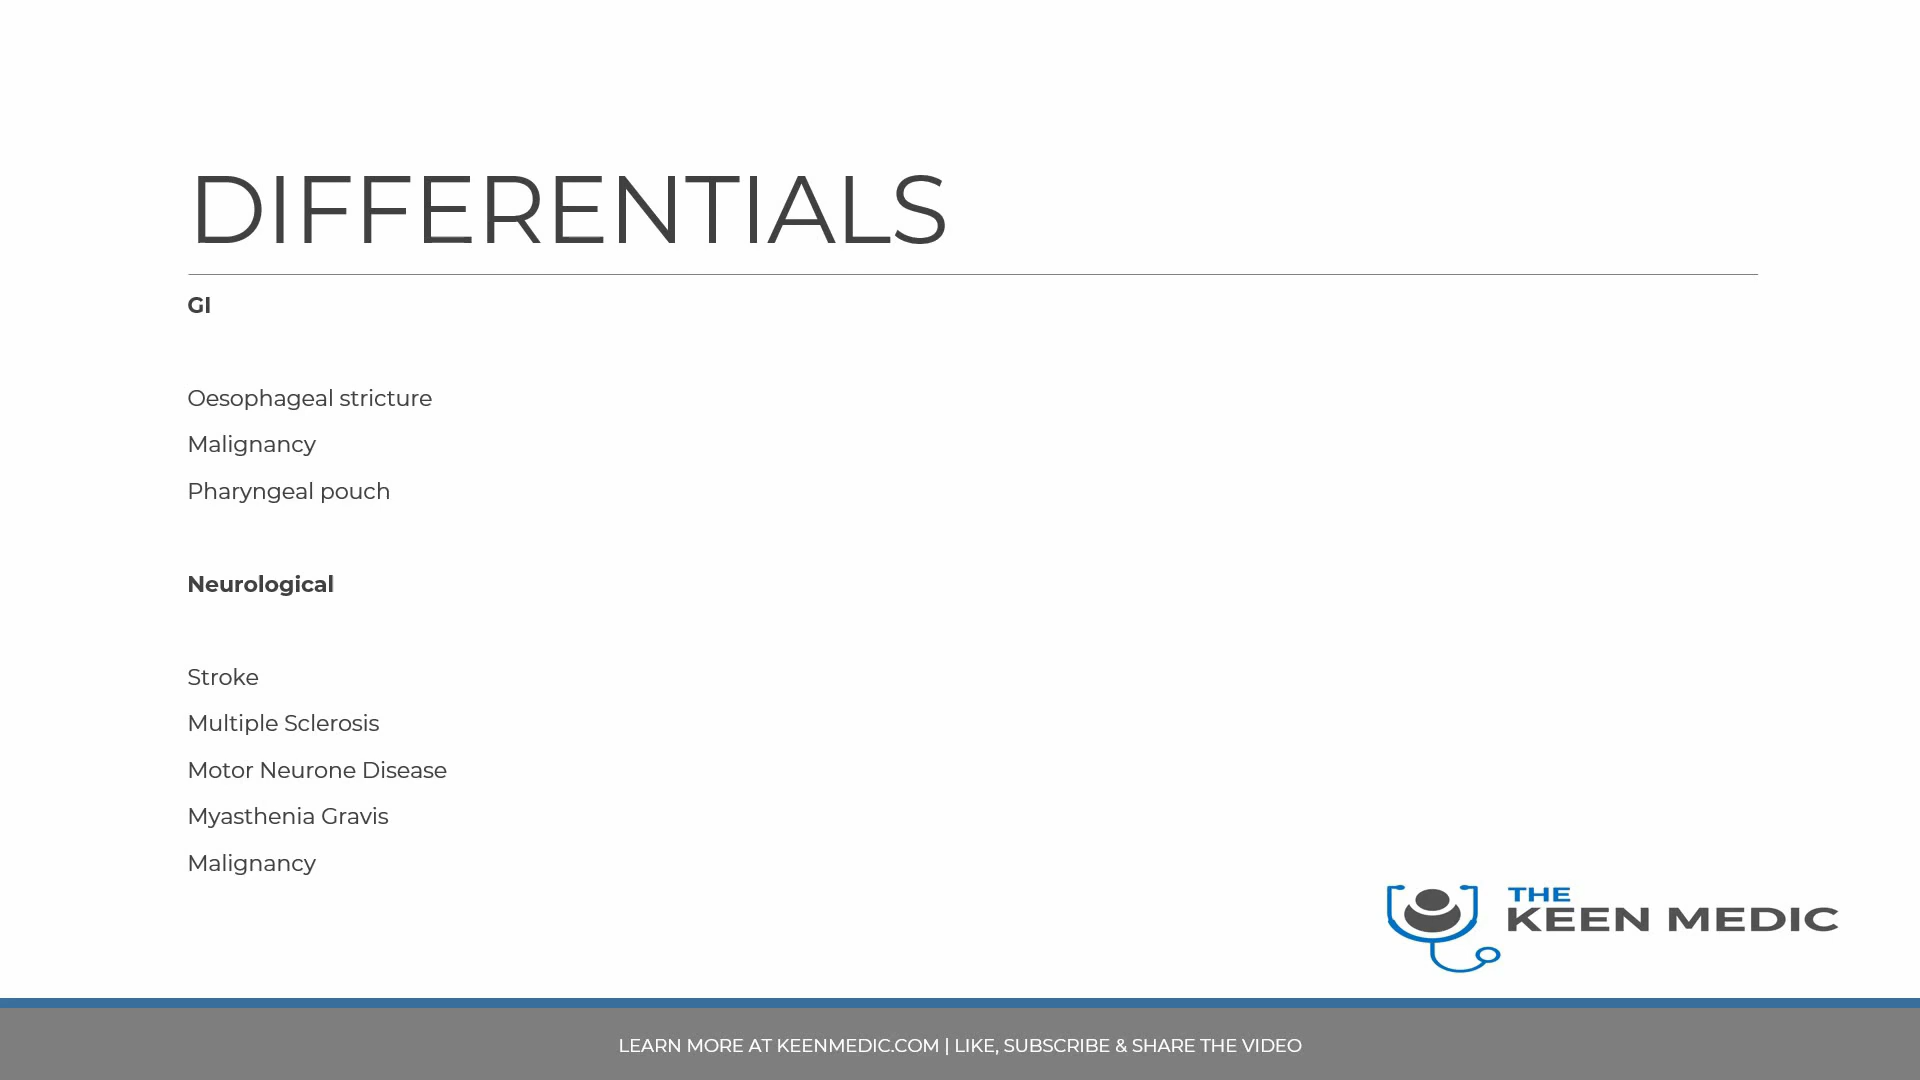 DIFFERENTIALS
GI
Oesophageal stricture
Malignancy
Pharyngeal pouch
Neurological
Stroke
Multiple Sclerosis
Motor Neurone Disease
Myasthenia Gravis
Malignancy
THE
KEEN MEDIC
LEARN MORE AT KEENMEDIC.COM | LIKE, SUBSCRIBE & SHARE THE VIDEO